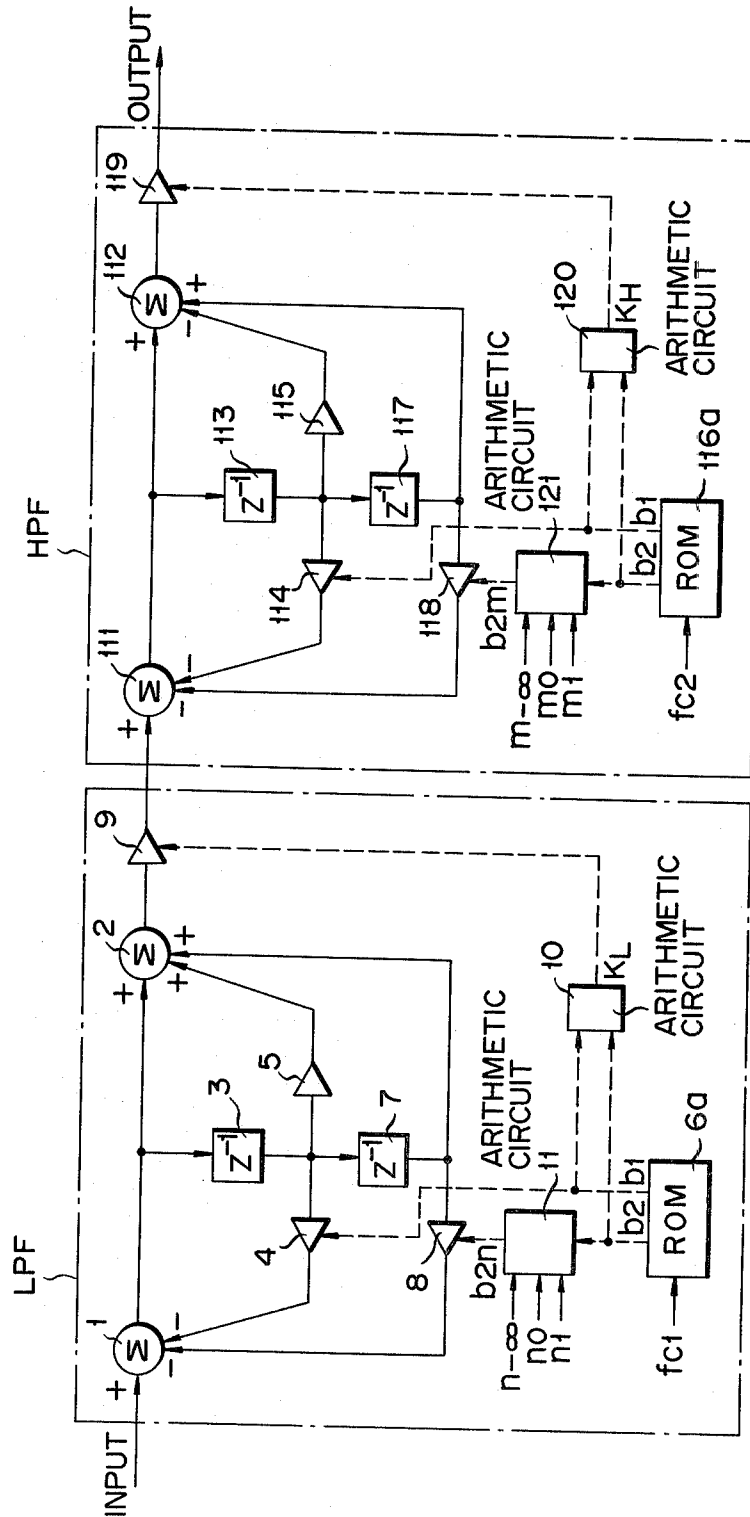 LPF
HPF
INPUT
OUTPUT
+
M
1
-
-
+
M
2
+
+
9
3
Z⁻¹
4
5
7
Z⁻¹
8
b2n
n-∞
n0
n1
ARITHMETIC
CIRCUIT
11
10
KL
ARITHMETIC
CIRCUIT
b2
b1
ROM
6a
fc1
+
M
111
-
-
+
M
112
-
+
119
113
Z⁻¹
114
115
117
Z⁻¹
118
b2m
m-∞
m0
m1
ARITHMETIC
CIRCUIT
121
120
KH
ARITHMETIC
CIRCUIT
b2
b1
ROM
116a
fc2